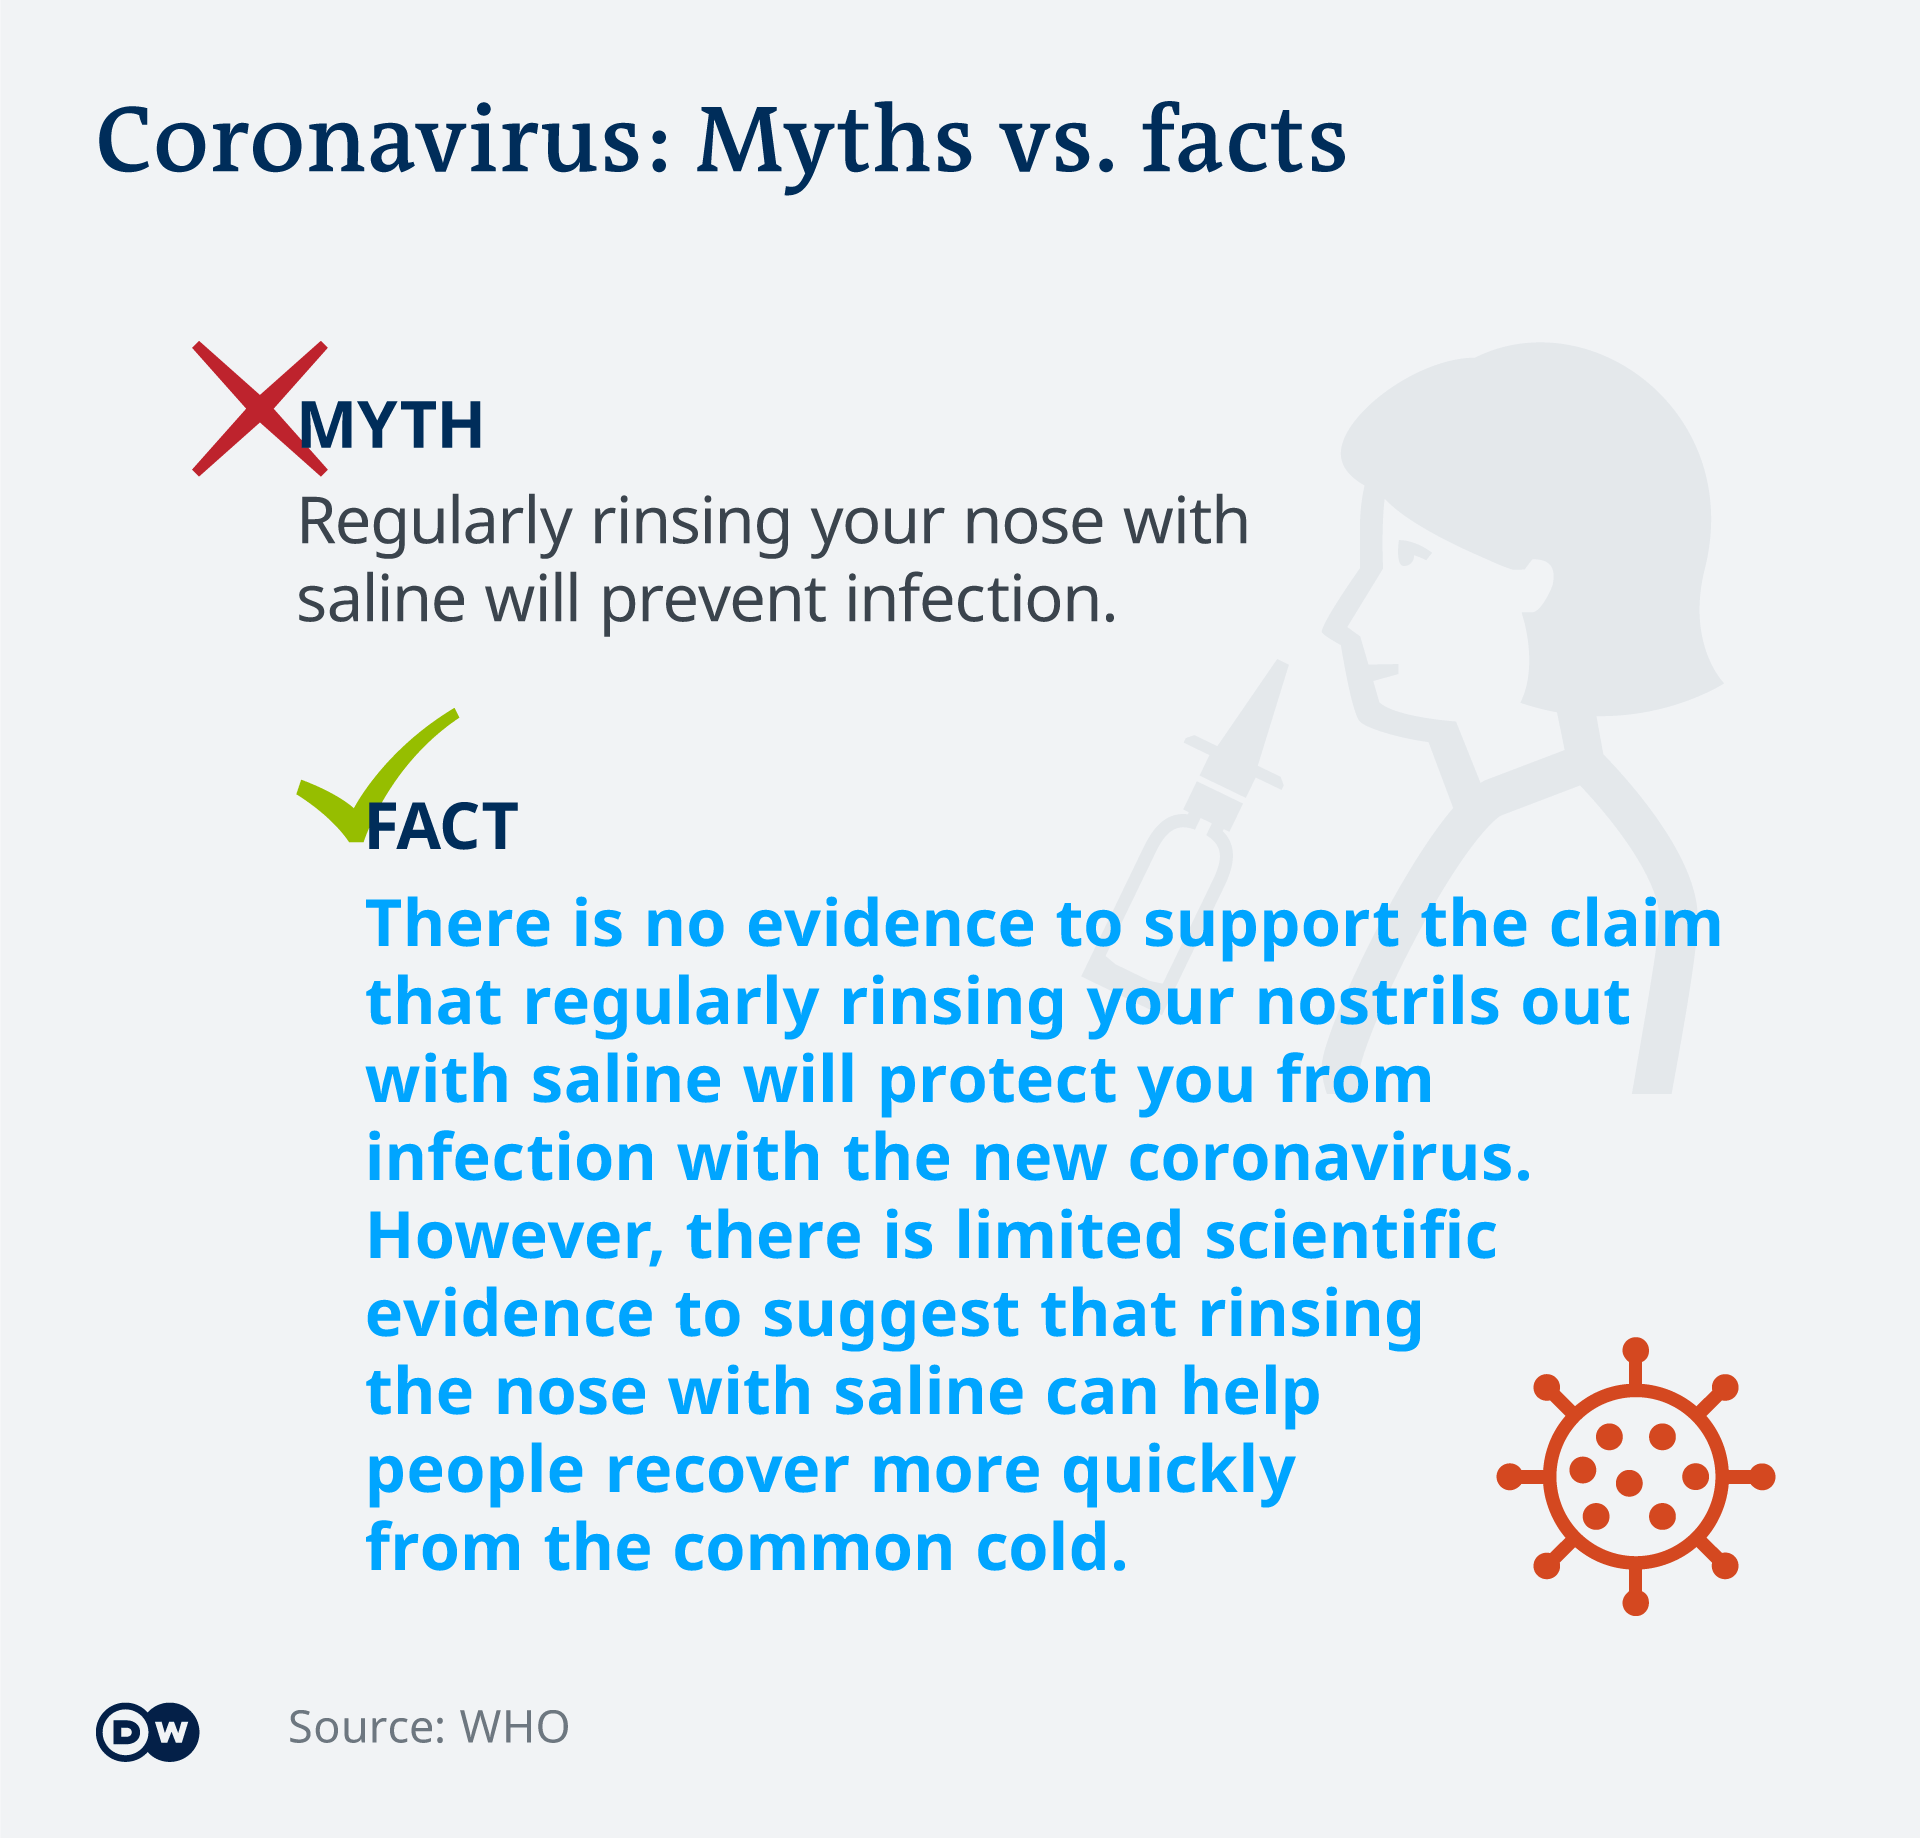 Coronavirus: Myths vs. facts
MYTH
Regularly rinsing your nose with
saline will prevent infection.
FACT
There is no evidence to support the claim
that regularly rinsing your nostrils out
with saline will protect you from
infection with the new coronavirus.
However, there is limited scientific
evidence to suggest that rinsing
the nose with saline can help
people recover more quickly
from the common cold.
DW
Source: WHO